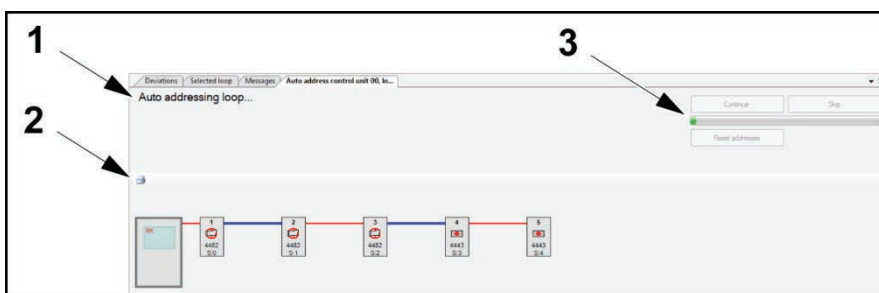 1
3
Deviations Selected loop Messages Auto address control unit 00, lo...
Auto addressing loop...
Continue Skip
2
Reset addresses
1 2 3 4 5
4482 4482 4482 4443 4443
S:0 S:1 S:2 S:3 S:4